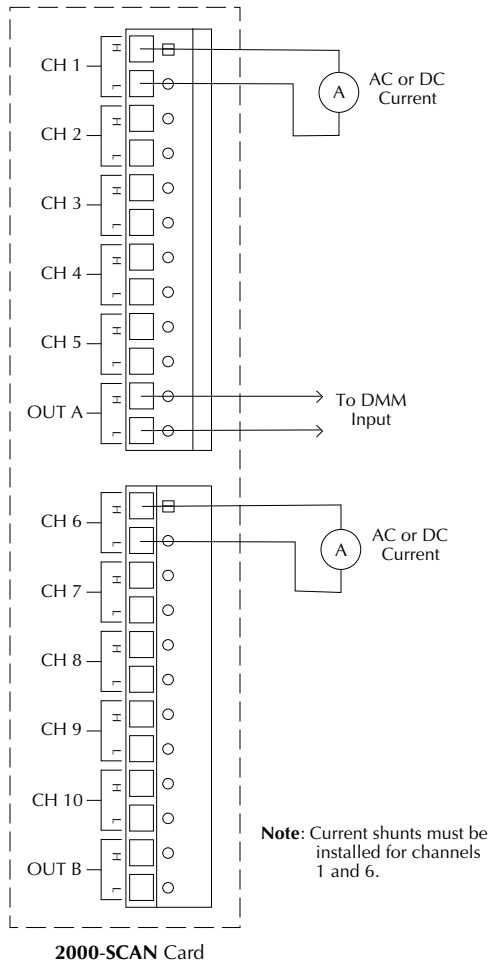 CH 1
H
L
A
AC or DC
Current
CH 2
H
L
CH 3
H
L
CH 4
H
L
CH 5
H
L
OUT A
H
L
To DMM
Input
CH 6
H
L
A
AC or DC
Current
CH 7
H
L
CH 8
H
L
CH 9
H
L
CH 10
H
L
OUT B
H
L
Note: Current shunts must be
installed for channels
1 and 6.
2000-SCAN Card